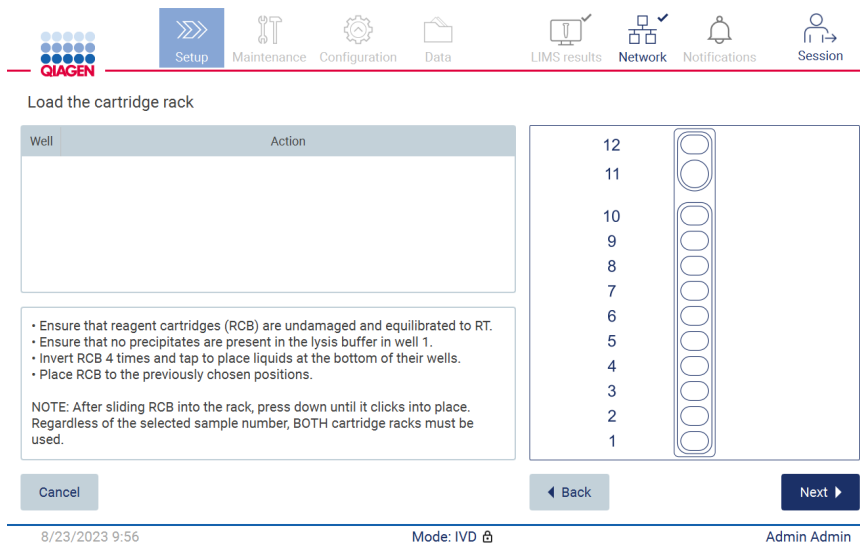 QIAGEN
Setup
Maintenance
Configuration
Data
LIMS results
Network
Notifications
Session
Load the cartridge rack
Well
Action
• Ensure that reagent cartridges (RCB) are undamaged and equilibrated to RT.
• Ensure that no precipitates are present in the lysis buffer in well 1.
• Invert RCB 4 times and tap to place liquids at the bottom of their wells.
• Place RCB to the previously chosen positions.
NOTE: After sliding RCB into the rack, press down until it clicks into place.
Regardless of the selected sample number, BOTH cartridge racks must be
used.
12
11
10
9
8
7
6
5
4
3
2
1
Cancel
Back
Next
8/23/2023 9:56
Mode: IVD
Admin Admin